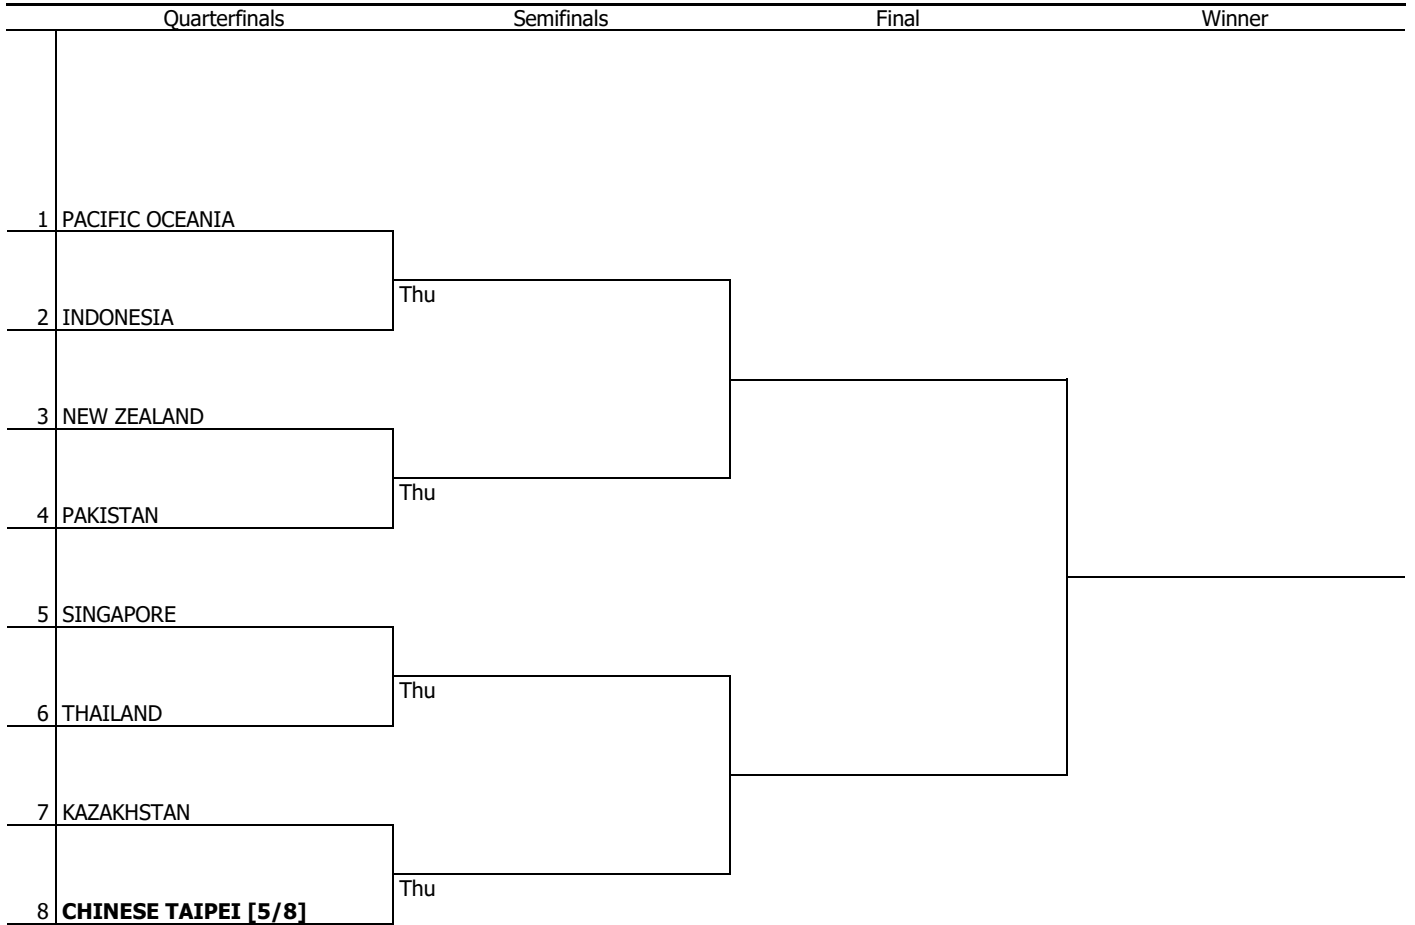 Quarterfinals Semifinals Final Winner
1 PACIFIC OCEANIA
Thu
2 INDONESIA
3 NEW ZEALAND
Thu
4 PAKISTAN
5 SINGAPORE
Thu
6 THAILAND
7 KAZAKHSTAN
Thu
8 CHINESE TAIPEI [5/8]